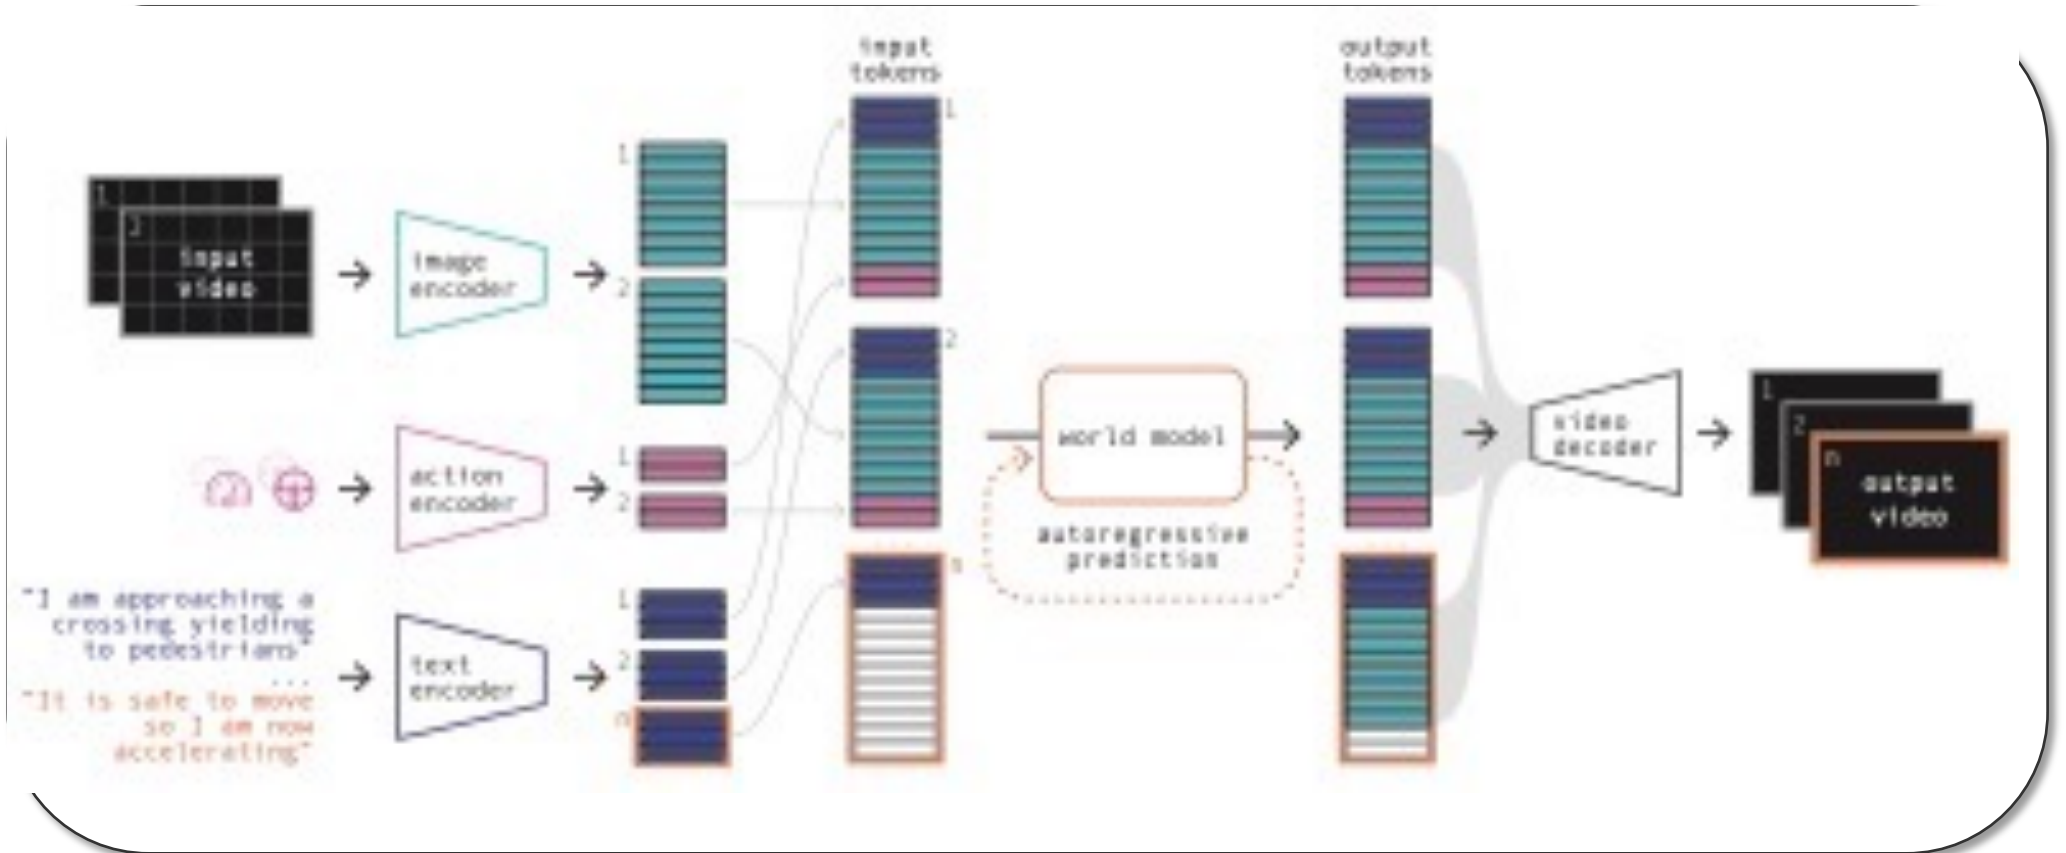 input
tokens
output
tokens
1
2
input
video
image
encoder
1
2
1
2
action
encoder
1
2
world model
autoregressive
prediction
video
decoder
1
2
n
output
video
"I am approaching a
crossing yielding
to pedestrians"
...
"It is safe to move
so I am now
accelerating"
text
encoder
1
2
n
n